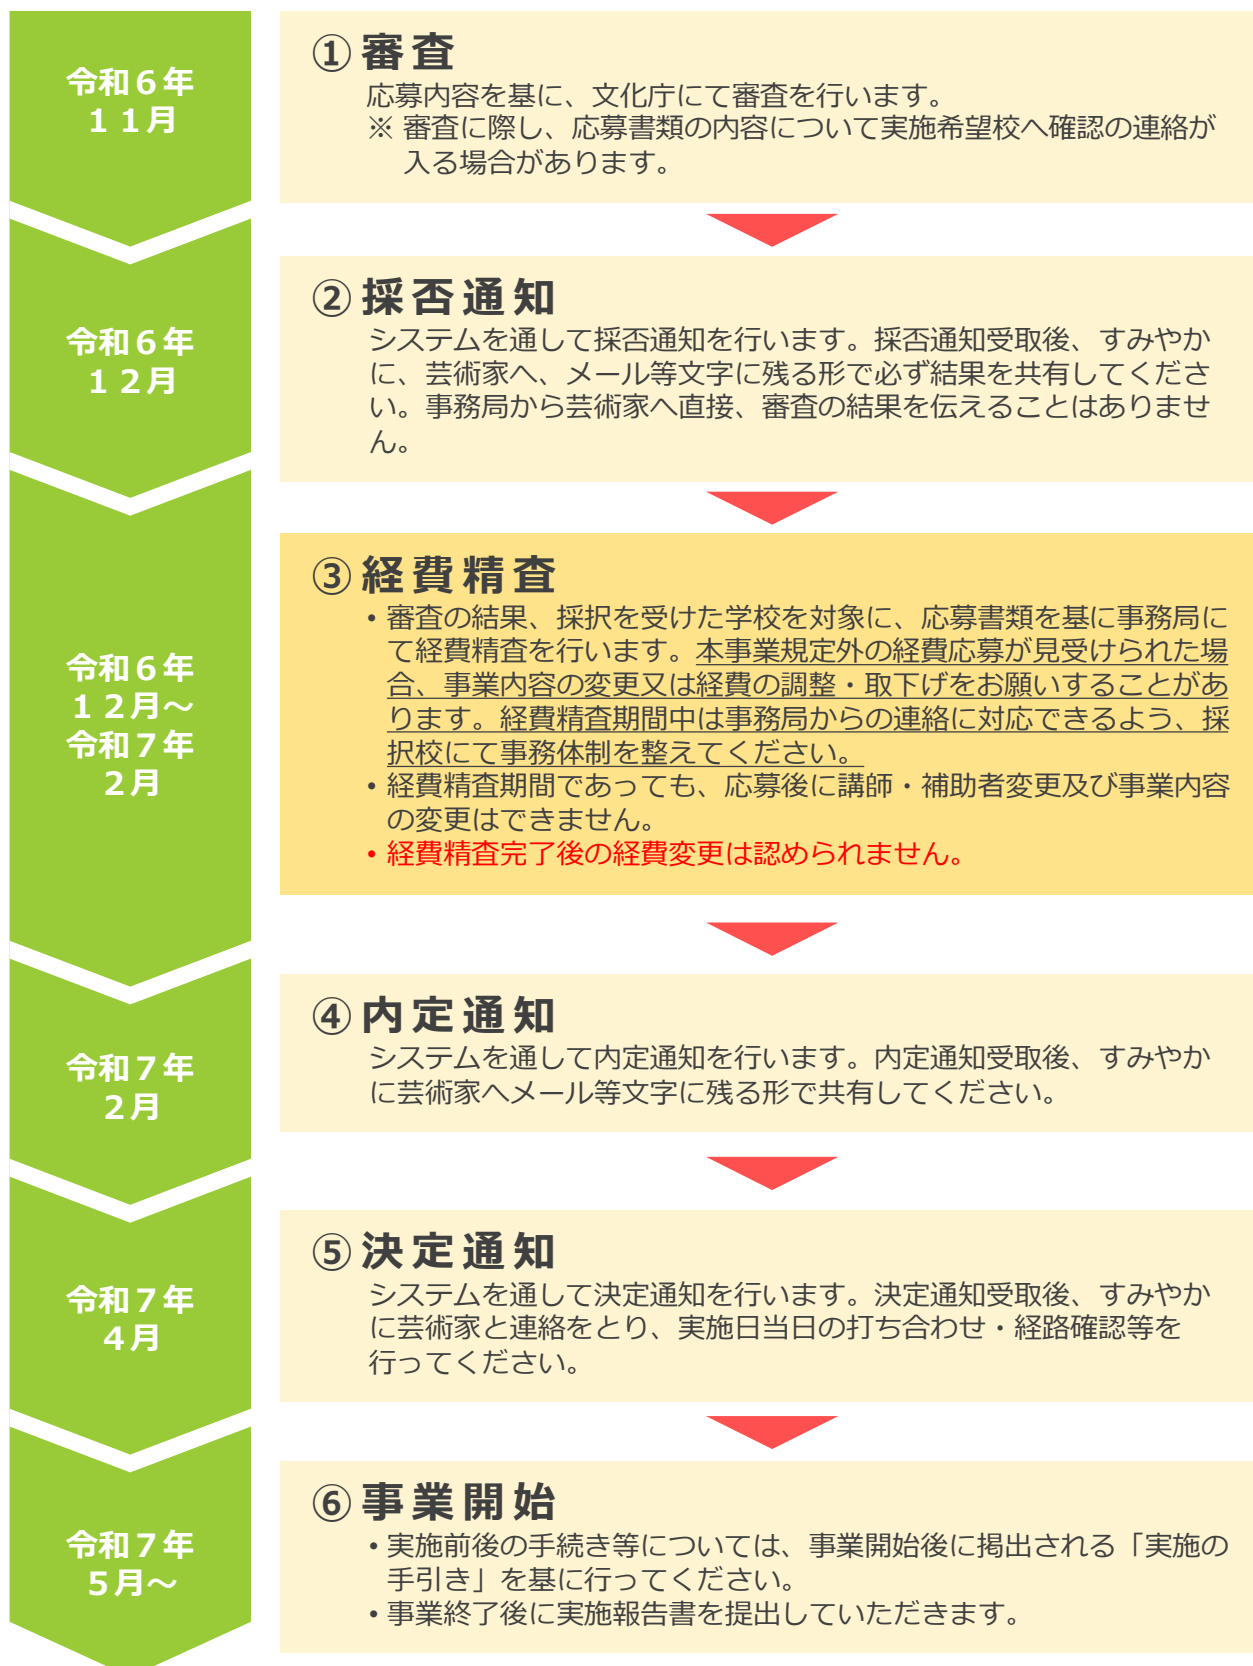 令和６年
１１月
①審査
応募内容を基に、文化庁にて審査を行います。
※ 審査に際し、応募書類の内容について実施希望校へ確認の連絡が
入る場合があります。
令和６年
１２月
②採否通知
システムを通して採否通知を行います。採否通知受取後、すみやか
に、芸術家へ、メール等文字に残る形で必ず結果を共有してくださ
い。事務局から芸術家へ直接、審査の結果を伝えることはありませ
ん。
令和６年
１２月～
令和７年
２月
③経費精査
・審査の結果、採択を受けた学校を対象に、応募書類を基に事務局に
て経費精査を行います。本事業規定外の経費応募が見受けられた場
合、事業内容の変更又は経費の調整・取下げをお願いすることがあ
ります。経費精査期間中は事務局からの連絡に対応できるよう、採
択校にて事務体制を整えてください。
・経費精査期間であっても、応募後に講師・補助者変更及び事業内容
の変更はできません。
・経費精査完了後の経費変更は認められません。
令和７年
２月
④内定通知
システムを通して内定通知を行います。内定通知受取後、すみやか
に芸術家へメール等文字に残る形で共有してください。
令和７年
４月
⑤決定通知
システムを通して決定通知を行います。決定通知受取後、すみやか
に芸術家と連絡をとり、実施日当日の打ち合わせ・経路確認等を
行ってください。
令和７年
５月～
⑥事業開始
・実施前後の手続き等については、事業開始後に掲出される「実施の
手引き」を基に行ってください。
・事業終了後に実施報告書を提出していただきます。